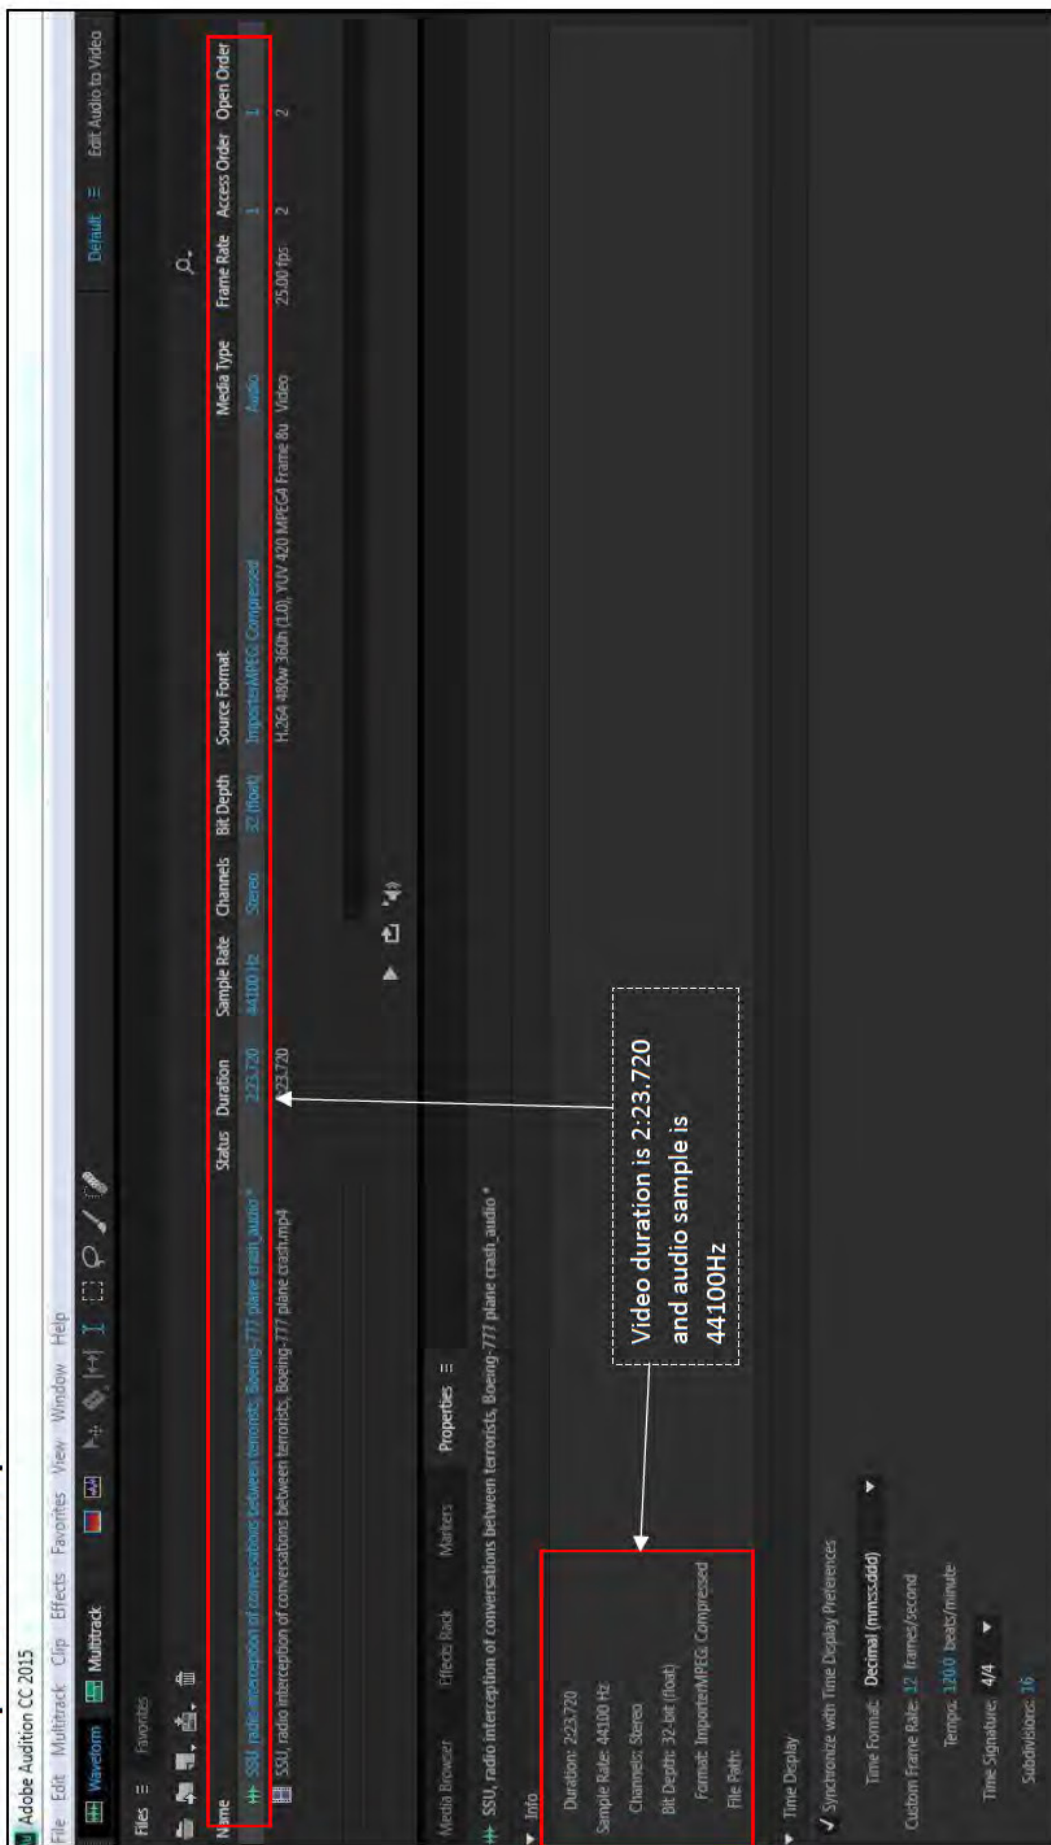 Adobe Audition CC 2015
File Edit Multitrack Clip Effects Favorites View Window Help
Waveform Multitrack Default Edit Audio to Video
Files Favorites
Name Status Duration Sample Rate Channels Bit Depth Source Format Media Type Frame Rate Access Order Open Order
SSU, radio interception of conversations between terrorists, Boeing-777 plane crash_audio * 2:23.720 44100 Hz Stereo 32 (float) ImporterMPEG: Compressed Audio 1 1
SSU, radio interception of conversations between terrorists, Boeing-777 plane crash.mp4 2:23.720 H.264 480w 360h (1.0), YUV 420 MPEG4 Frame 8u Video 25.00 fps 2 2
Media Browser Effects Rack Markers Properties
SSU, radio interception of conversations between terrorists, Boeing-777 plane crash_audio *
Info
Duration: 2:23.720
Sample Rate: 44100 Hz
Channels: Stereo
Bit Depth: 32-bit (float)
Format: ImporterMPEG: Compressed
File Path:
Video duration is 2:23.720
and audio sample is
44100Hz
Time Display
Synchronize with Time Display Preferences
Time Format: Decimal (mm:ss.ddd)
Custom Frame Rate: 12 frames/second
Tempo: 120.0 beats/minute
Time Signature: 4/4
Subdivisions: 16